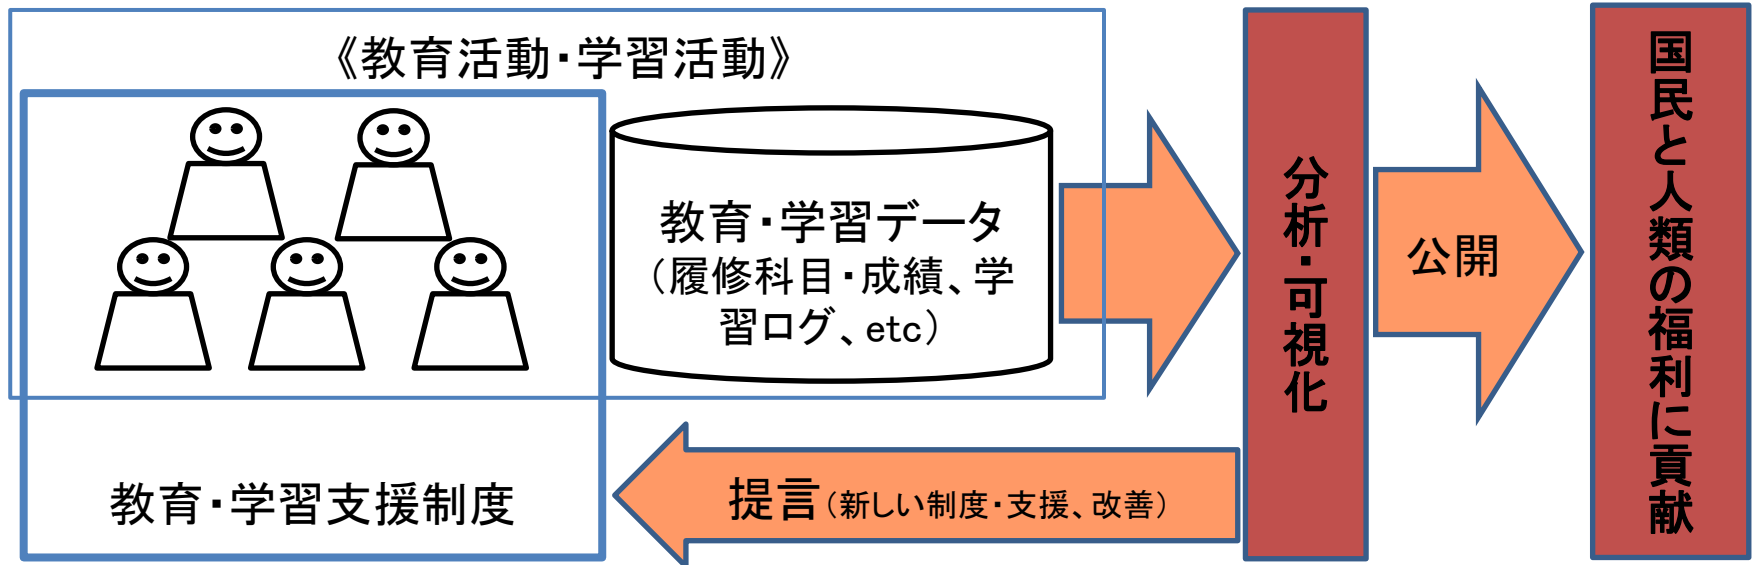 《教育活動・学習活動》
教育・学習データ
（履修科目・成績、学
習ログ、etc）
教育・学習支援制度
提言（新しい制度・支援、改善）
分析・可視化
公開
国民と人類の福利に貢献